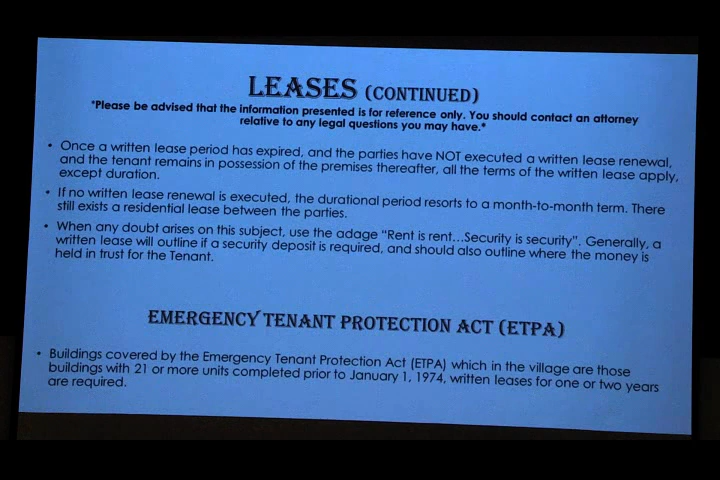 LEASES (CONTINUED)
*Please be advised that the information presented is for reference only. You should contact an attorney
relative to any legal questions you may have.*
• Once a written lease period has expired, and the parties have NOT executed a written lease renewal,
and the tenant remains in possession of the premises thereafter, all the terms of the written lease apply,
except duration.
• If no written lease renewal is executed, the durational period resorts to a month-to-month term. There
still exists a residential lease between the parties.
• When any doubt arises on this subject, use the adage “Rent is rent...Security is security”. Generally, a
written lease will outline if a security deposit is required, and should also outline where the money is
held in trust for the Tenant.
EMERGENCY TENANT PROTECTION ACT (ETPA)
• Buildings covered by the Emergency Tenant Protection Act (ETPA) which in the village are those
buildings with 21 or more units completed prior to January 1, 1974, written leases for one or two years
are required.